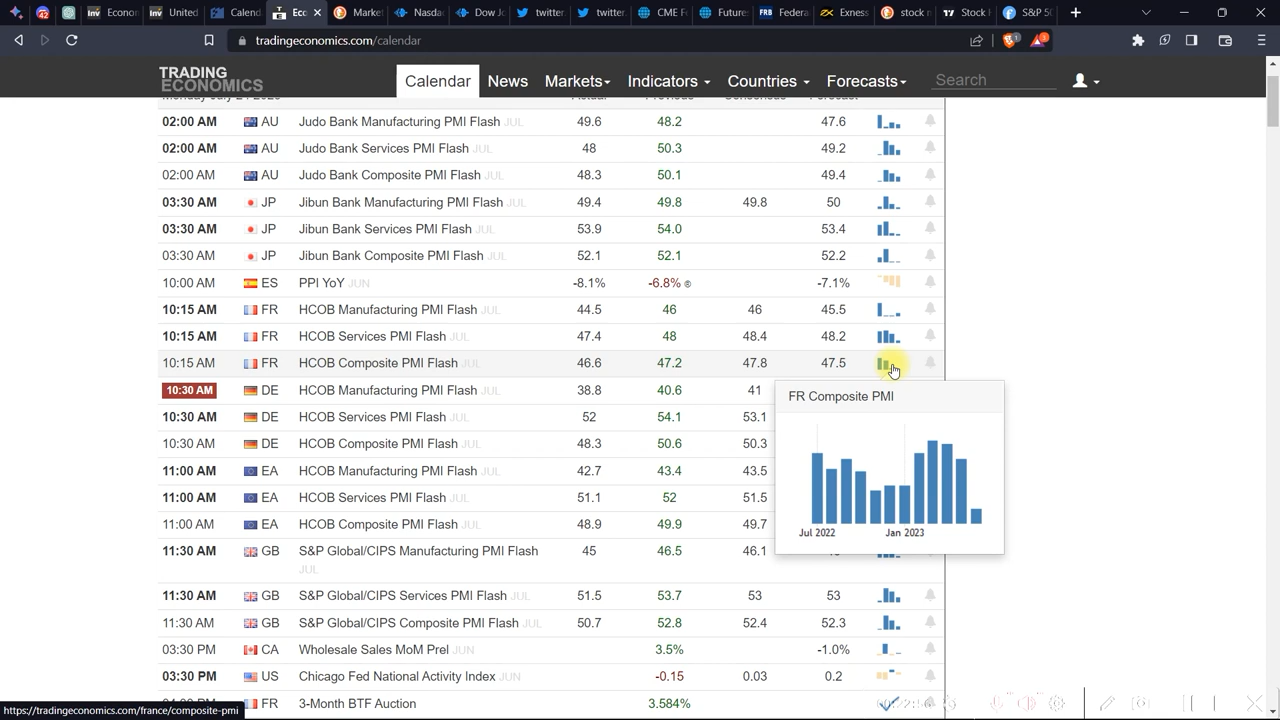 Econom
United
Calend
Eco
Market
Nasda
Dow Jo
twitter
twitter
CME F
Future
Federa
Exness
stock m
Stock
S&P 50
tradingeconomics.com/calendar
TRADING
ECONOMICS
Calendar News Markets Indicators Countries Forecasts Search
02:00 AM AU Judo Bank Manufacturing PMI Flash JUL 49.6 48.2 47.6
02:00 AM AU Judo Bank Services PMI Flash JUL 48 50.3 49.2
02:00 AM AU Judo Bank Composite PMI Flash JUL 48.3 50.1 49.4
03:30 AM JP Jibun Bank Manufacturing PMI Flash JUL 49.4 49.8 49.8 50
03:30 AM JP Jibun Bank Services PMI Flash JUL 53.9 54.0 53.4
03:30 AM JP Jibun Bank Composite PMI Flash JUL 52.1 52.1 52.2
10:00 AM ES PPI YoY JUN -8.1% -6.8% ® -7.1%
10:15 AM FR HCOB Manufacturing PMI Flash JUL 44.5 46 46 45.5
10:15 AM FR HCOB Services PMI Flash JUL 47.4 48 48.4 48.2
10:15 AM FR HCOB Composite PMI Flash JUL 46.6 47.2 47.8 47.5
10:30 AM DE HCOB Manufacturing PMI Flash JUL 38.8 40.6 41
10:30 AM DE HCOB Services PMI Flash JUL 52 54.1 53.1
10:30 AM DE HCOB Composite PMI Flash JUL 48.3 50.6 50.3
11:00 AM EA HCOB Manufacturing PMI Flash JUL 42.7 43.4 43.5
11:00 AM EA HCOB Services PMI Flash JUL 51.1 52 51.5
11:00 AM EA HCOB Composite PMI Flash JUL 48.9 49.9 49.7
11:30 AM GB S&P Global/CIPS Manufacturing PMI Flash 45 46.5 46.1
JUL
11:30 AM GB S&P Global/CIPS Services PMI Flash JUL 51.5 53.7 53 53
11:30 AM GB S&P Global/CIPS Composite PMI Flash JUL 50.7 52.8 52.4 52.3
03:30 PM CA Wholesale Sales MoM Prel JUN 3.5% -1.0%
03:30 PM US Chicago Fed National Activity Index JUN -0.15 0.03 0.2
FR 3-Month BTF Auction 3.584%
FR Composite PMI
Jul 2022 Jan 2023
https://tradingeconomics.com/france/composite-pmi